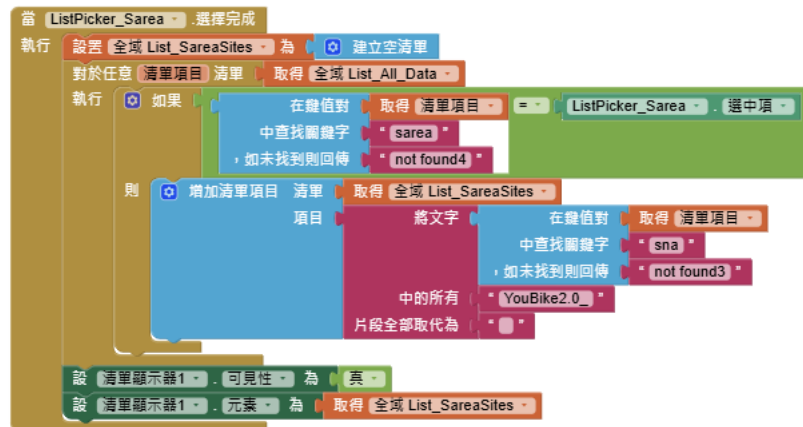 當 ListPicker_Sarea .選擇完成
執行 設置 全域 List_SareaSites 為 建立空清單
對於任意 清單項目 清單 取得 全域 List_All_Data
執行 如果 在鍵值對 取得 清單項目 = ListPicker_Sarea . 選中項
中查找關鍵字 " sarea "
,如未找到則回傳 " not found4 "
則 增加清單項目 清單 取得 全域 List_SareaSites
項目 將文字 在鍵值對 取得 清單項目
中查找關鍵字 " sna "
,如未找到則回傳 " not found3 "
中的所有 " YouBike2.0_ "
片段全部取代為 " "
設 清單顯示器1 . 可見性 為 真
設 清單顯示器1 . 元素 為 取得 全域 List_SareaSites